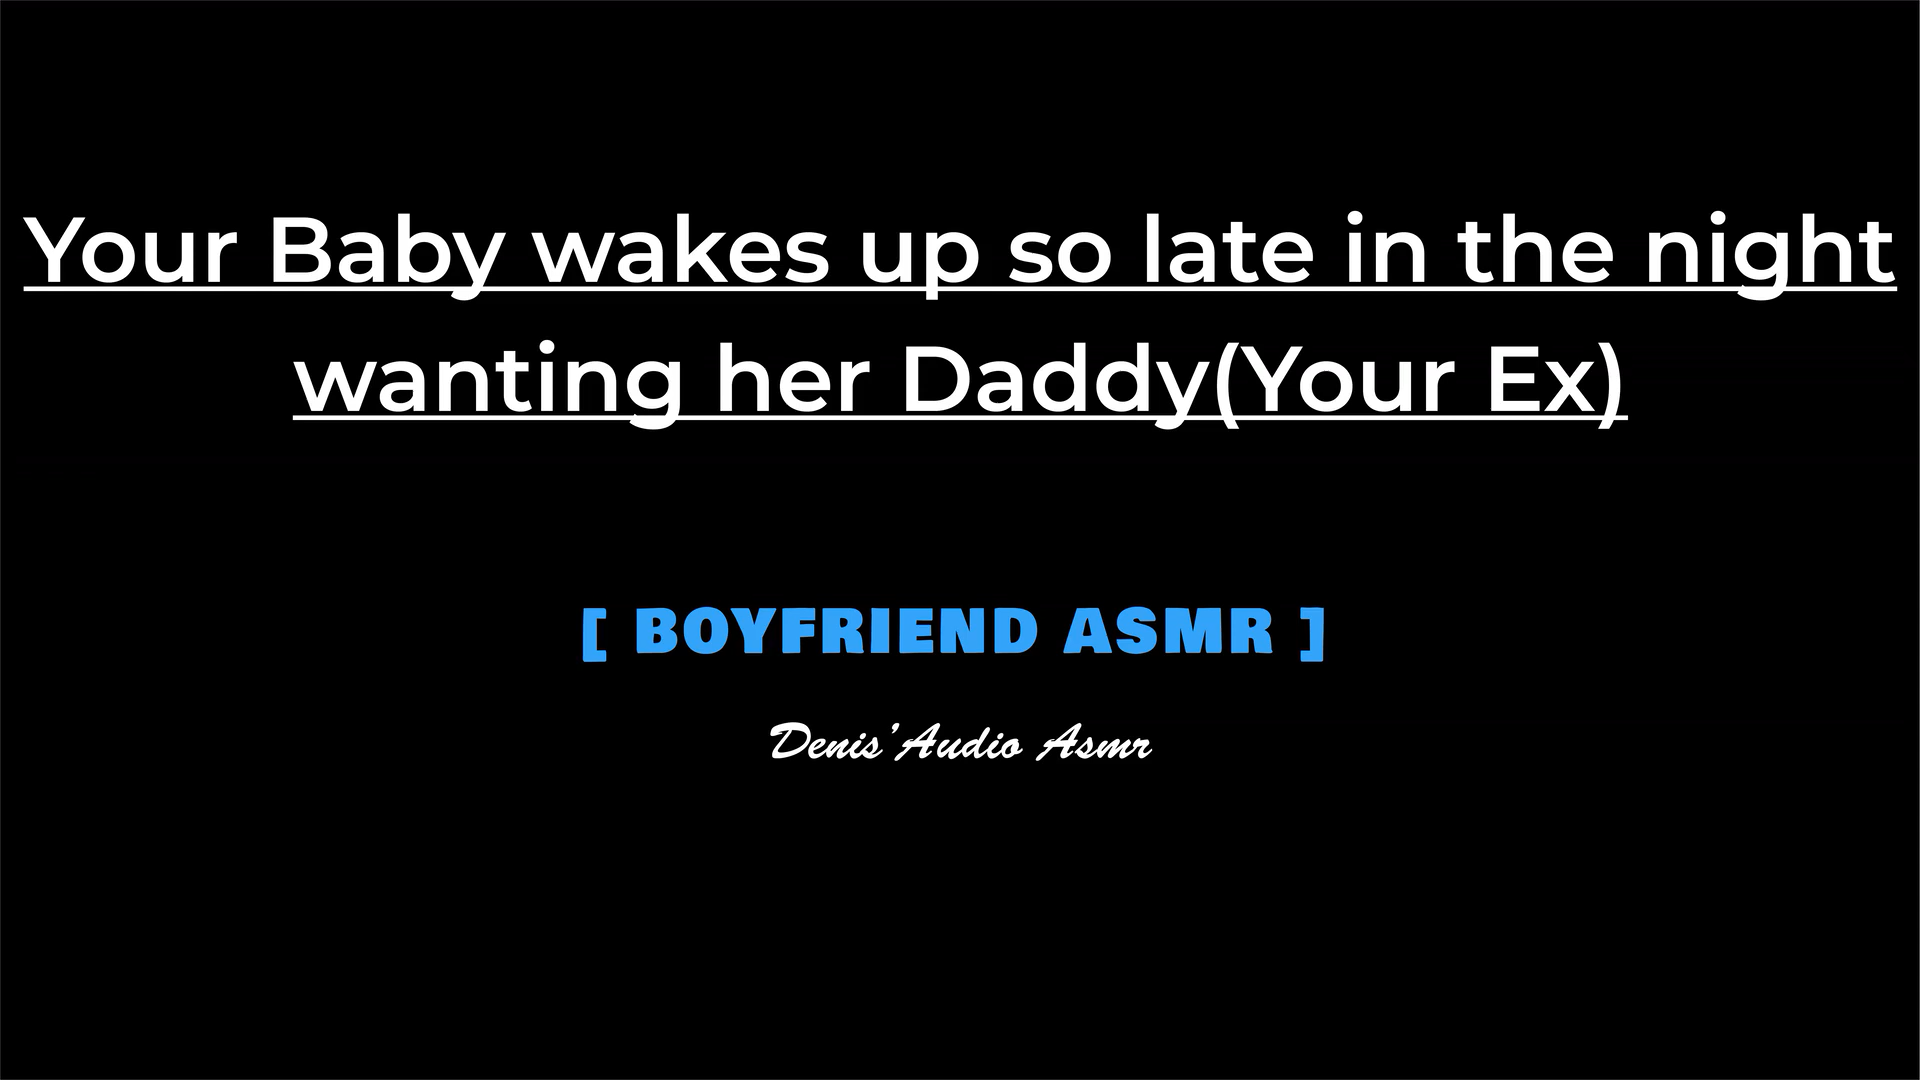 Your Baby wakes up so late in the night
wanting her Daddy(Your Ex)
[ BOYFRIEND ASMR ]
Denis'Audio Asmr